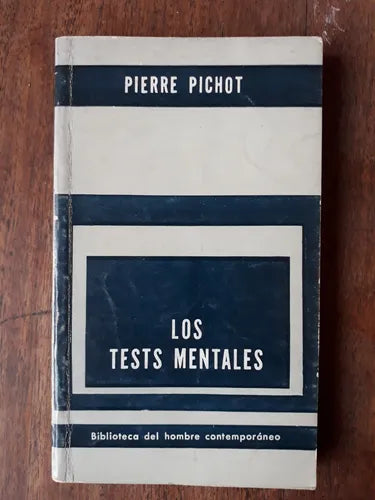 PIERRE PICHOT
LOS
TESTS MENTALES
Biblioteca del hombre contemporáneo